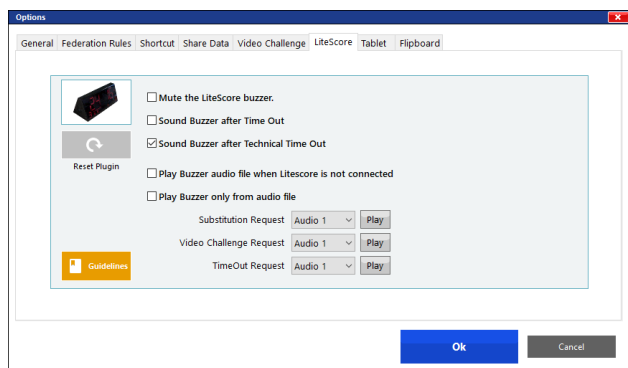 Options
General Federation Rules Shortcut Share Data Video Challenge LiteScore Tablet Flipboard
Mute the LiteScore buzzer.
Sound Buzzer after Time Out
Sound Buzzer after Technical Time Out
Reset Plugin
Play Buzzer audio file when Litescore is not connected
Play Buzzer only from audio file
Substitution Request Audio 1 Play
Video Challenge Request Audio 1 Play
Guidelines
TimeOut Request Audio 1 Play
Ok Cancel